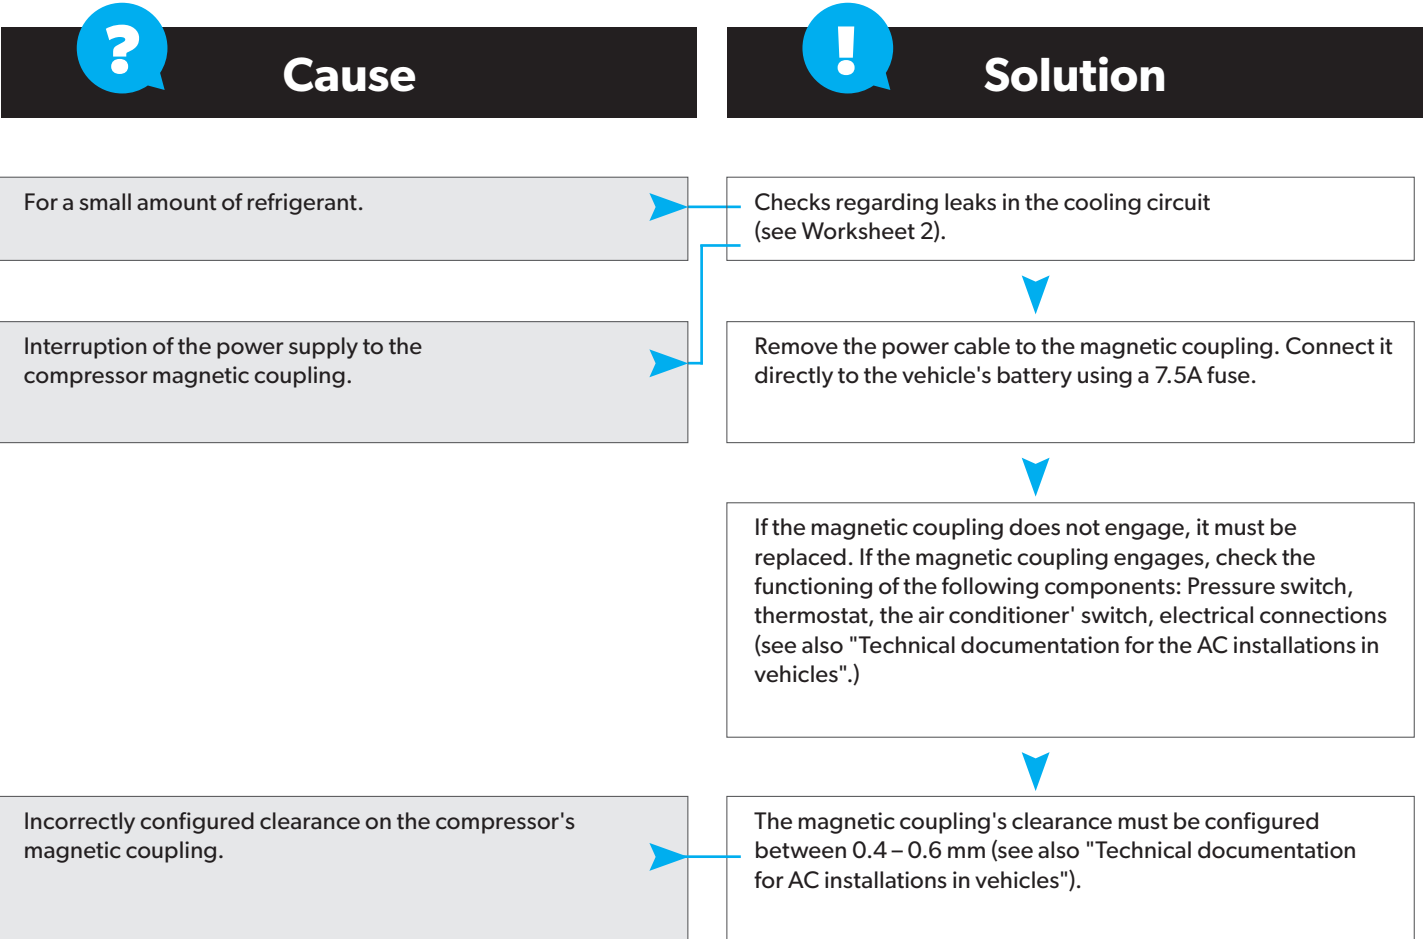 ?
Cause
!
Solution
For a small amount of refrigerant.
Checks regarding leaks in the cooling circuit
(see Worksheet 2).
Interruption of the power supply to the
compressor magnetic coupling.
Remove the power cable to the magnetic coupling. Connect it
directly to the vehicle's battery using a 7.5A fuse.
If the magnetic coupling does not engage, it must be
replaced. If the magnetic coupling engages, check the
functioning of the following components: Pressure switch,
thermostat, the air conditioner' switch, electrical connections
(see also "Technical documentation for the AC installations in
vehicles".)
Incorrectly configured clearance on the compressor's
magnetic coupling.
The magnetic coupling's clearance must be configured
between 0.4 – 0.6 mm (see also "Technical documentation
for AC installations in vehicles").